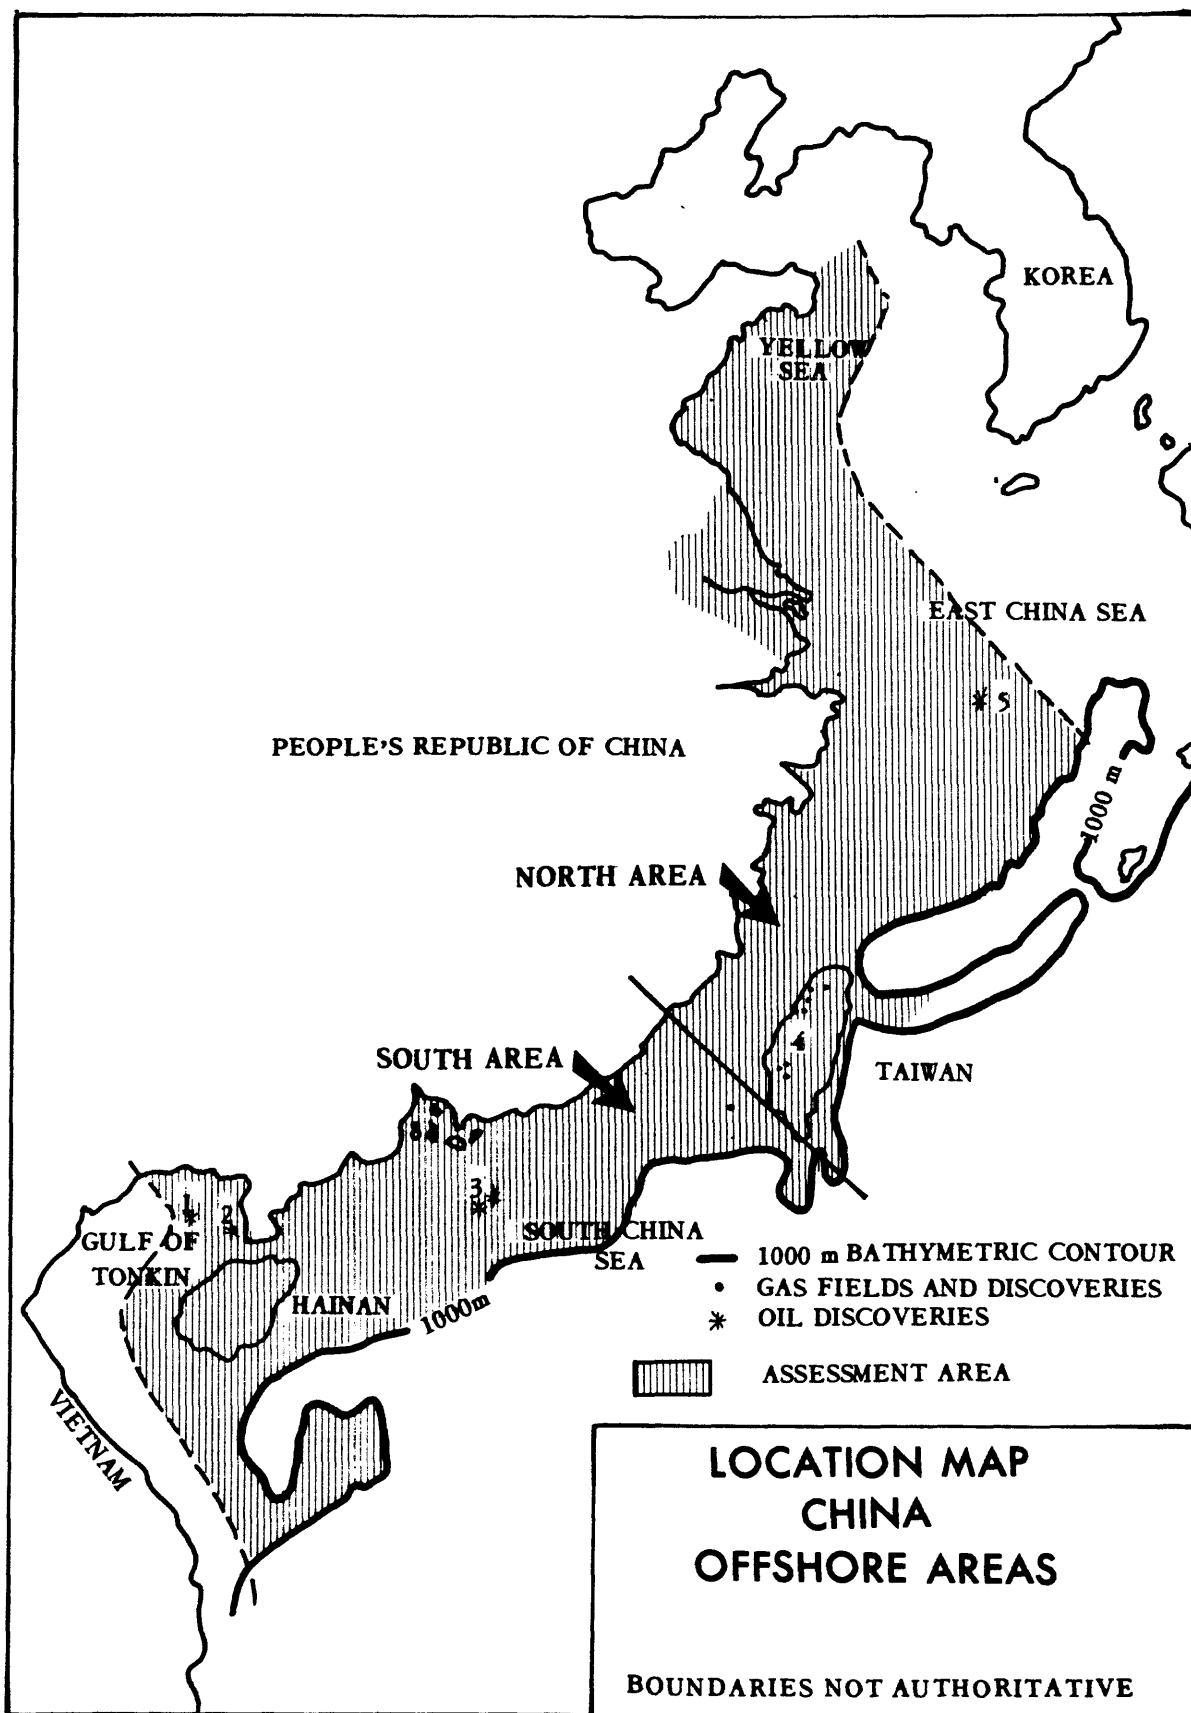 KOREA
YELLOW
SEA
EAST CHINA SEA
5
PEOPLE'S REPUBLIC OF CHINA
1000 m
NORTH AREA
4
SOUTH AREA
TAIWAN
3
1
2
SOUTH CHINA
SEA
GULF OF
TONKIN
HAINAN
1000m
VIETNAM
1000 m BATHYMETRIC CONTOUR
GAS FIELDS AND DISCOVERIES
OIL DISCOVERIES
ASSESSMENT AREA
LOCATION MAP
CHINA
OFFSHORE AREAS
BOUNDARIES NOT AUTHORITATIVE